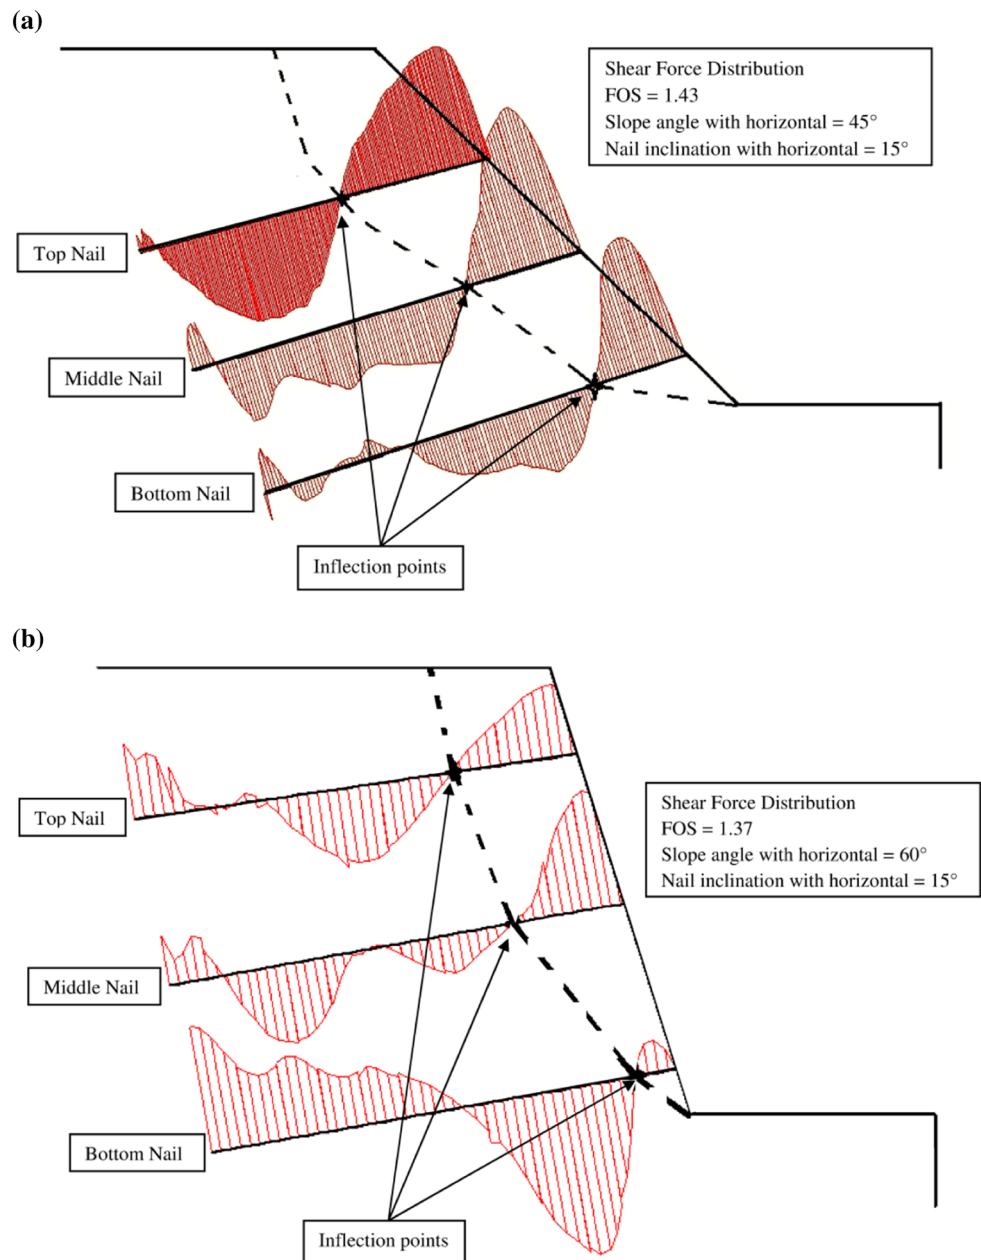 (a)
Shear Force Distribution
FOS = 1.43
Slope angle with horizontal = 45°
Nail inclination with horizontal = 15°
Top Nail
Middle Nail
Bottom Nail
Inflection points
(b)
Shear Force Distribution
FOS = 1.37
Slope angle with horizontal = 60°
Nail inclination with horizontal = 15°
Top Nail
Middle Nail
Bottom Nail
Inflection points